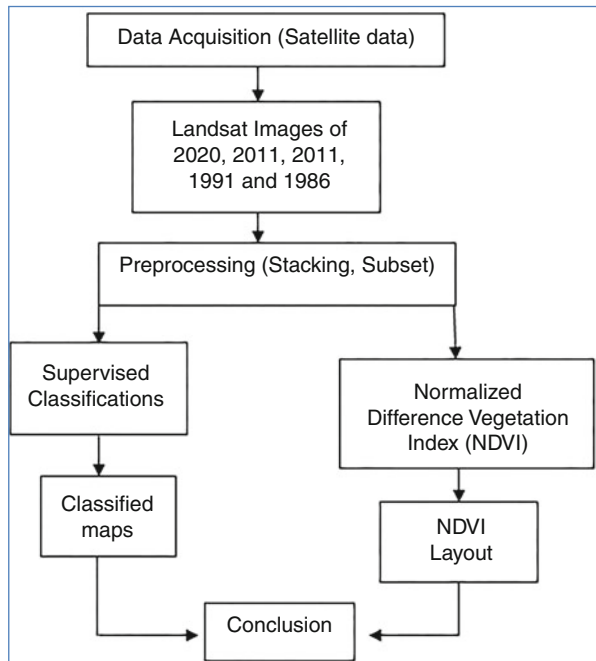 Data Acquisition (Satellite data)
Landsat Images of
2020, 2011, 2011,
1991 and 1986
Preprocessing (Stacking, Subset)
Supervised
Classifications
Normalized
Difference Vegetation
Index (NDVI)
Classified
maps
NDVI
Layout
Conclusion